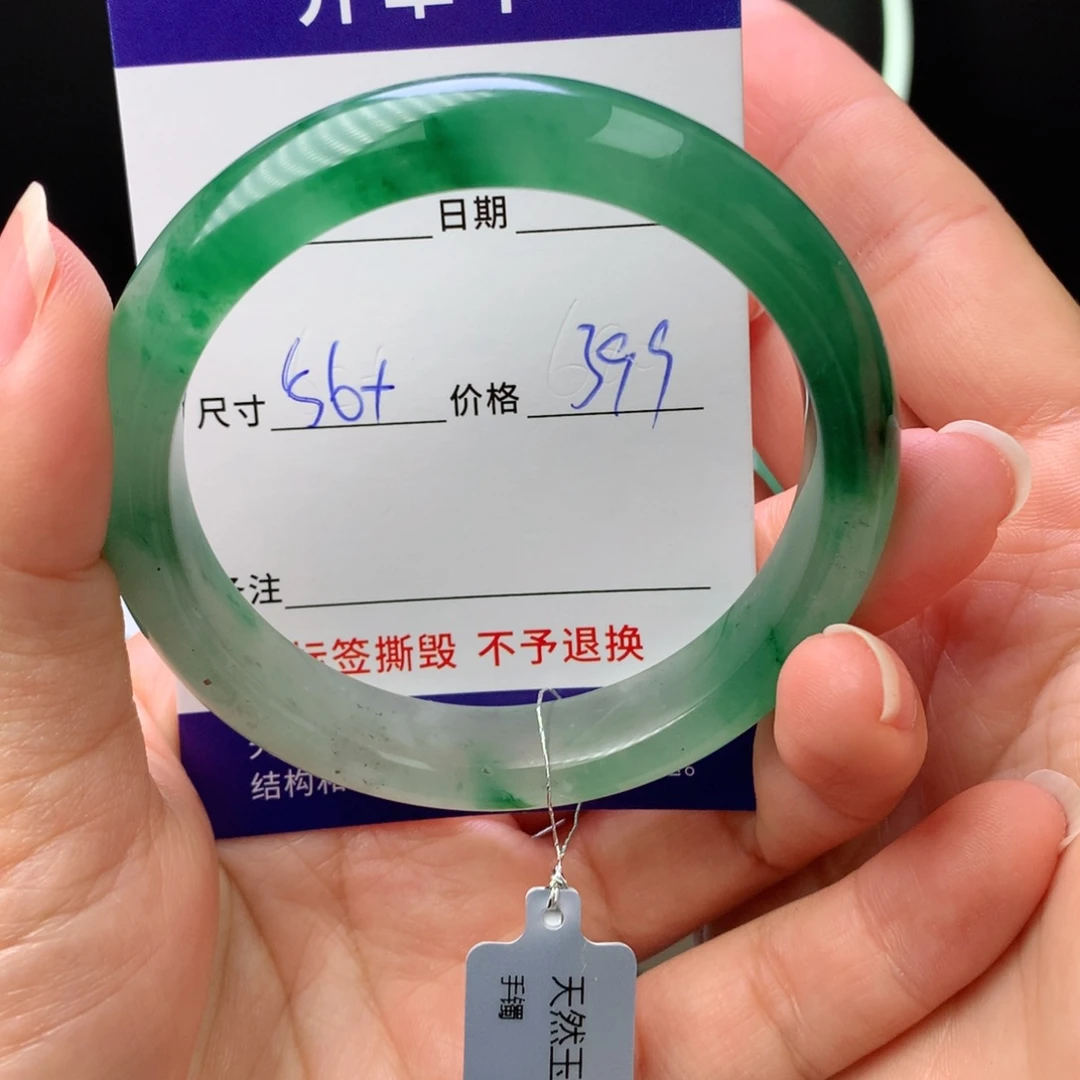 日期
尺寸 56+ 价格 399
注
签撕毁 不予退换
结构和
天然玉
手镯